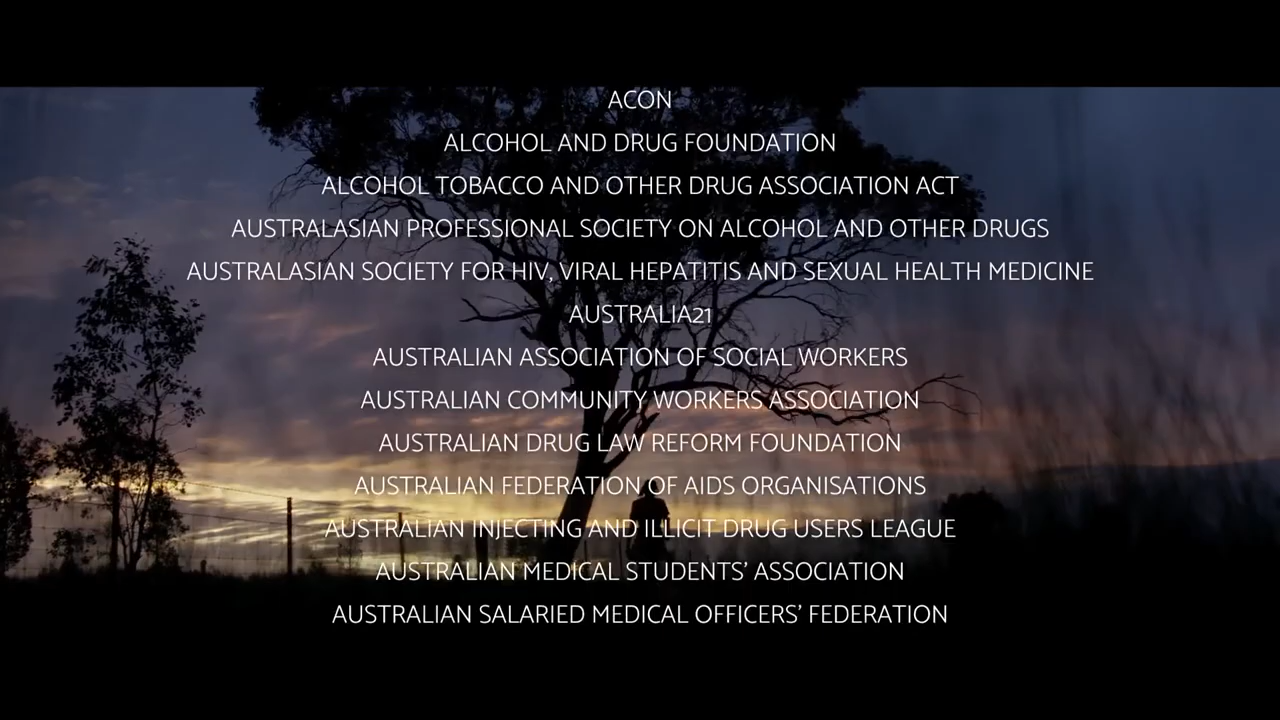 ACON
ALCOHOL AND DRUG FOUNDATION
ALCOHOL TOBACCO AND OTHER DRUG ASSOCIATION ACT
AUSTRALASIAN PROFESSIONAL SOCIETY ON ALCOHOL AND OTHER DRUGS
AUSTRALASIAN SOCIETY FOR HIV, VIRAL HEPATITIS AND SEXUAL HEALTH MEDICINE
AUSTRALIA21
AUSTRALIAN ASSOCIATION OF SOCIAL WORKERS
AUSTRALIAN COMMUNITY WORKERS ASSOCIATION
AUSTRALIAN DRUG LAW REFORM FOUNDATION
AUSTRALIAN FEDERATION OF AIDS ORGANISATIONS
AUSTRALIAN INJECTING AND ILLICIT DRUG USERS LEAGUE
AUSTRALIAN MEDICAL STUDENTS’ ASSOCIATION
AUSTRALIAN SALARIED MEDICAL OFFICERS’ FEDERATION